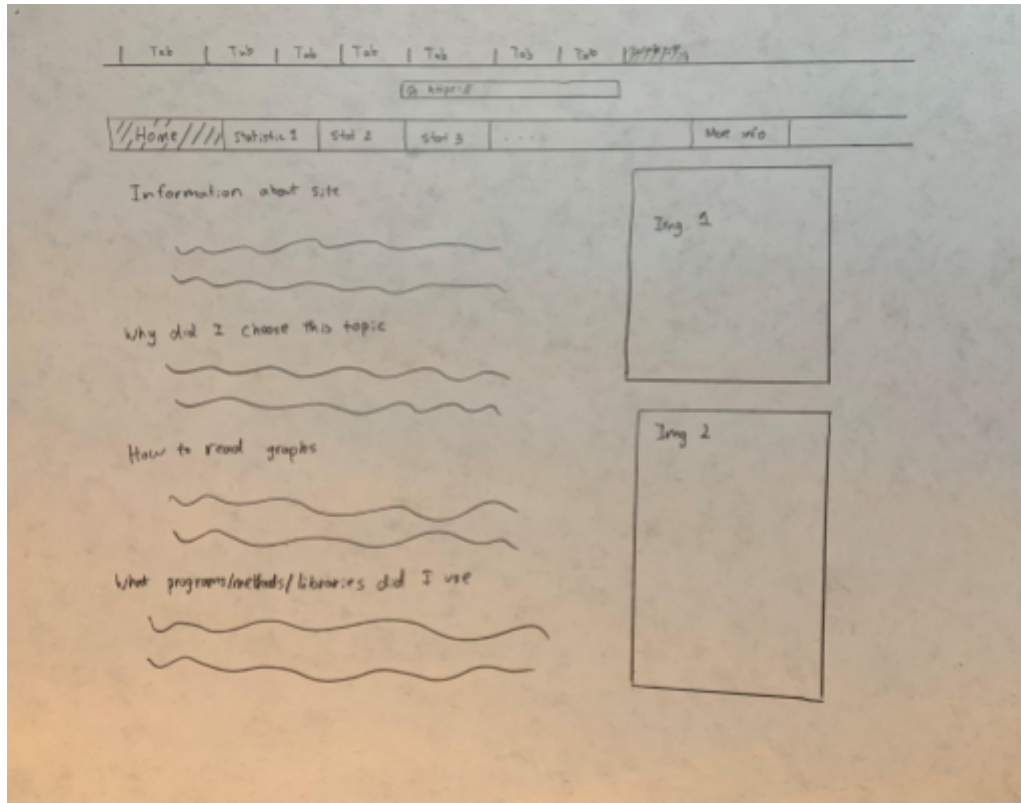 Tab Tab Tab Tab Tab Tab Tab
http://
Home Statistic 1 Stat 2 Stat 3 .... More info
Information about site
Img 1
Why did I choose this topic
Img 2
How to read graphs
What programs/methods/libraries did I use